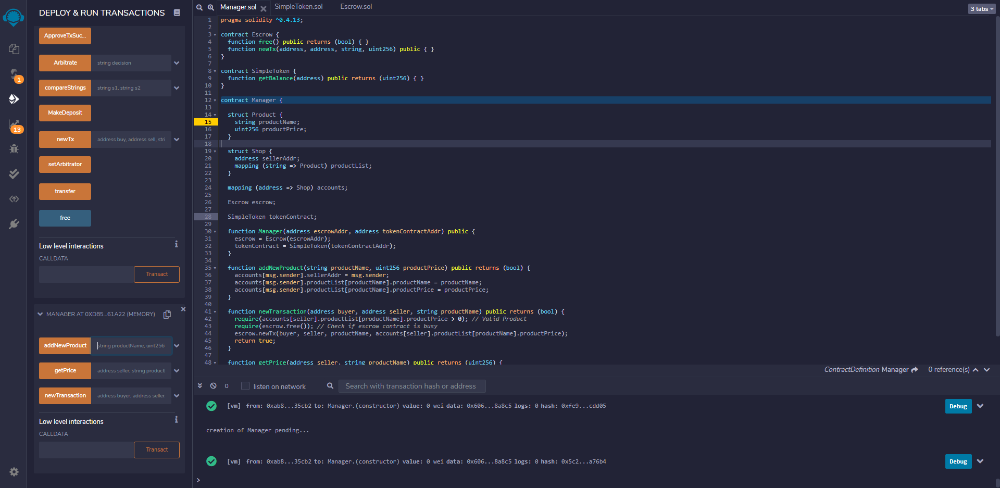 DEPLOY & RUN TRANSACTIONS
ApproveTxSuc...
Arbitrate string decision
compareStrings string s1, string s2
MakeDeposit
newTx address buy, address sell, stri
setArbitrator
transfer
free
Low level interactions
CALLDATA
Transact
MANAGER AT 0XD85...61A22 (MEMORY)
addNewProduct string productName, uint256
getPrice address seller, string product
newTransaction address buyer, address seller
Low level interactions
CALLDATA
Transact
1
13
Manager.sol SimpleToken.sol Escrow.sol
3 tabs
1 pragma solidity ^0.4.13;
2
3 contract Escrow {
4 function free() public returns (bool) { }
5 function newTx(address, address, string, uint256) public { }
6 }
7
8 contract SimpleToken {
9 function getBalance(address) public returns (uint256) { }
10 }
11
12 contract Manager {
13
14 struct Product {
15 string productName;
16 uint256 productPrice;
17 }
18
19 struct Shop {
20 address sellerAddr;
21 mapping (string => Product) productList;
22 }
23
24 mapping (address => Shop) accounts;
25
26 Escrow escrow;
27
28 SimpleToken tokenContract;
29
30 function Manager(address escrowAddr, address tokenContractAddr) public {
31 escrow = Escrow(escrowAddr);
32 tokenContract = SimpleToken(tokenContractAddr);
33 }
34
35 function addNewProduct(string productName, uint256 productPrice) public returns (bool) {
36 accounts[msg.sender].sellerAddr = msg.sender;
37 accounts[msg.sender].productList[productName].productName = productName;
38 accounts[msg.sender].productList[productName].productPrice = productPrice;
39 }
40
41 function newTransaction(address buyer, address seller, string productName) public returns (bool) {
42 require(accounts[seller].productList[productName].productPrice > 0); // Valid Product
43 require(escrow.free()); // Check if escrow contract is busy
44 escrow.newTx(buyer, seller, productName, accounts[seller].productList[productName].productPrice);
45 return true;
46 }
47
48 function getPrice(address seller, string productName) public returns (uint256) {
ContractDefinition Manager 0 reference(s)
0 listen on network Search with transaction hash or address
[vm] from: 0xab8...35cb2 to: Manager.(constructor) value: 0 wei data: 0x606...8a8c5 logs: 0 hash: 0xfe9...cdd05 Debug
creation of Manager pending...
[vm] from: 0xab8...35cb2 to: Manager.(constructor) value: 0 wei data: 0x606...8a8c5 logs: 0 hash: 0x5c2...a76b4 Debug
>